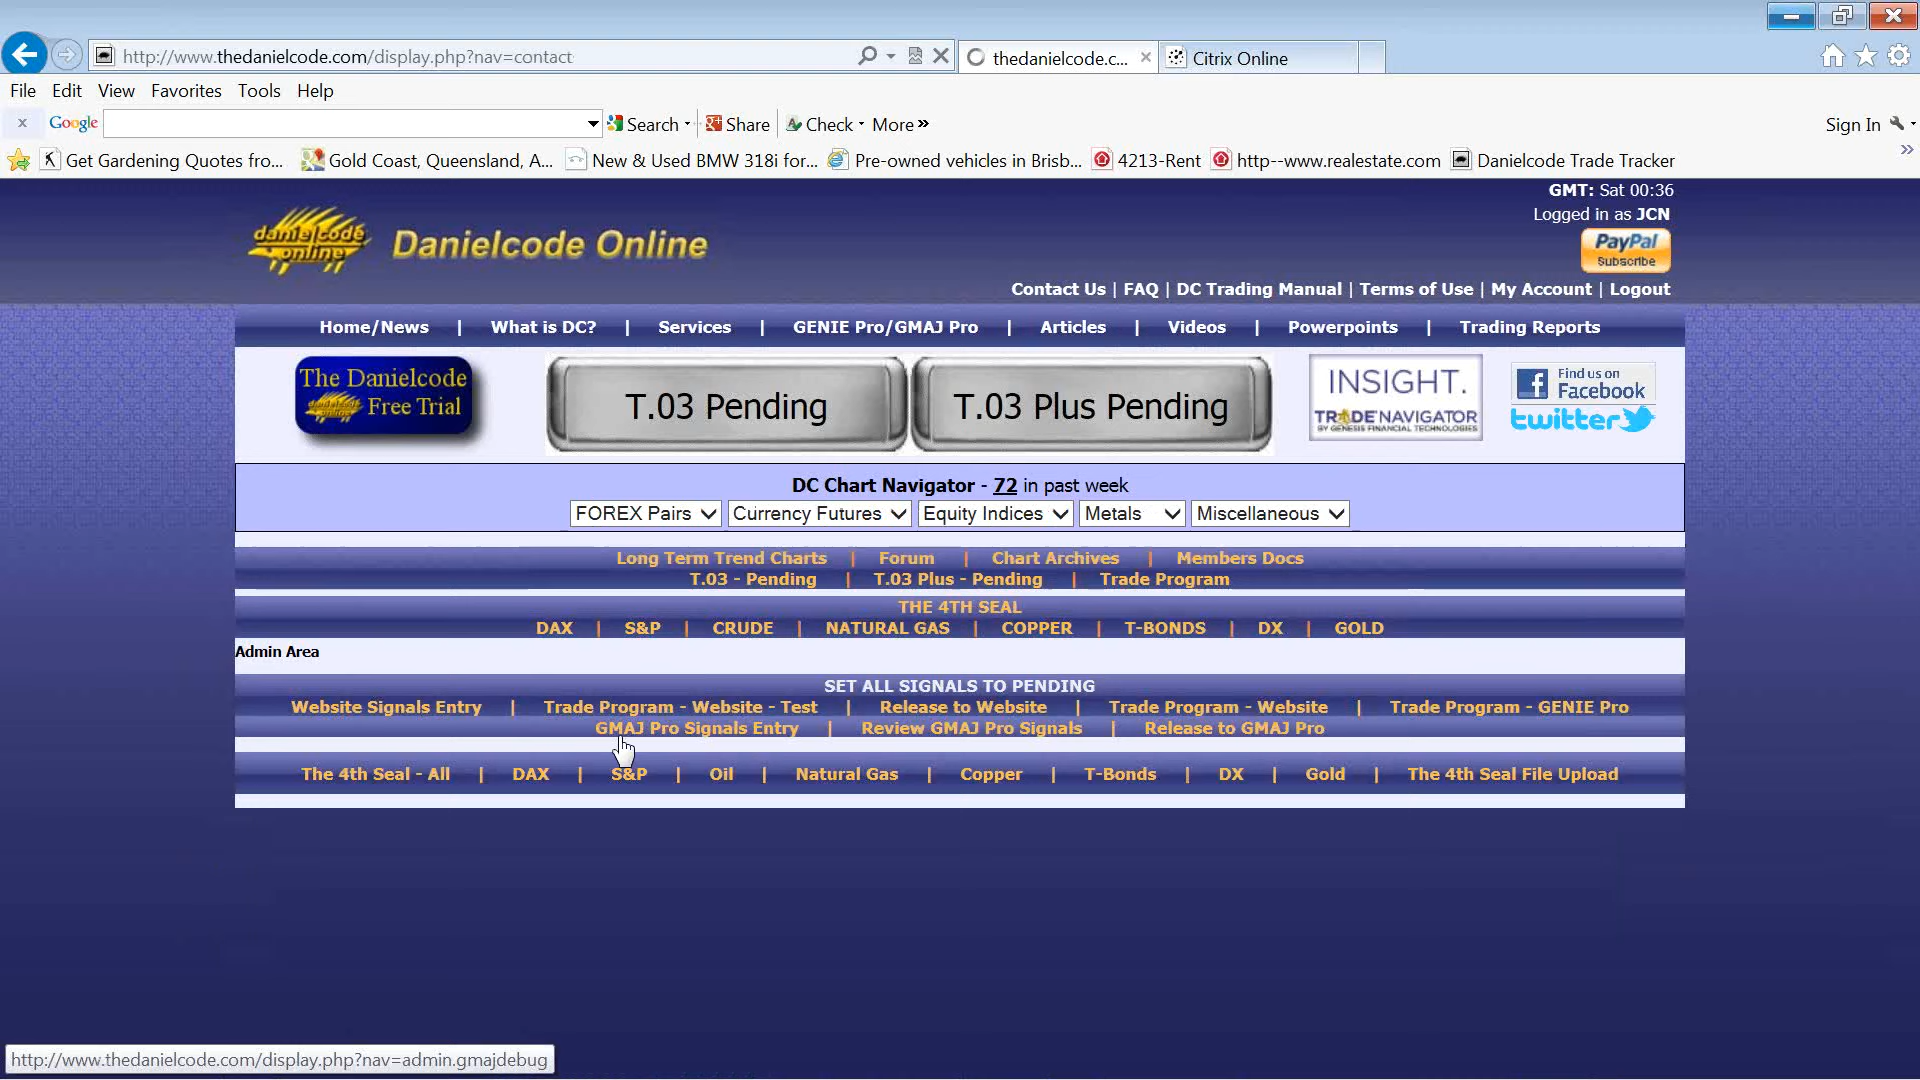 http://www.thedanielcode.com/display.php?nav=contact
thedanielcode.c...
Citrix Online
File Edit View Favorites Tools Help
x Google Search Share Check More » Sign In
Get Gardening Quotes fro... Gold Coast, Queensland, A... New & Used BMW 318i for... Pre-owned vehicles in Brisb... 4213-Rent http--www.realestate.com Danielcode Trade Tracker »
GMT: Sat 00:36
Logged in as JCN
danielcode online
Danielcode Online
PayPal
Subscribe
Contact Us | FAQ | DC Trading Manual | Terms of Use | My Account | Logout
Home/News | What is DC? | Services | GENIE Pro/GMAJ Pro | Articles | Videos | Powerpoints | Trading Reports
The Danielcode
Free Trial
T.03 Pending
T.03 Plus Pending
INSIGHT.
TRADE NAVIGATOR
BY GENESIS FINANCIAL TECHNOLOGIES
Find us on
Facebook
twitter
DC Chart Navigator - 72 in past week
FOREX Pairs Currency Futures Equity Indices Metals Miscellaneous
Long Term Trend Charts | Forum | Chart Archives | Members Docs
T.03 - Pending | T.03 Plus - Pending | Trade Program
THE 4TH SEAL
DAX | S&P | CRUDE | NATURAL GAS | COPPER | T-BONDS | DX | GOLD
Admin Area
SET ALL SIGNALS TO PENDING
Website Signals Entry | Trade Program - Website - Test | Release to Website | Trade Program - Website | Trade Program - GENIE Pro
GMAJ Pro Signals Entry | Review GMAJ Pro Signals | Release to GMAJ Pro
The 4th Seal - All | DAX | S&P | Oil | Natural Gas | Copper | T-Bonds | DX | Gold | The 4th Seal File Upload
http://www.thedanielcode.com/display.php?nav=admin.gmajdebug